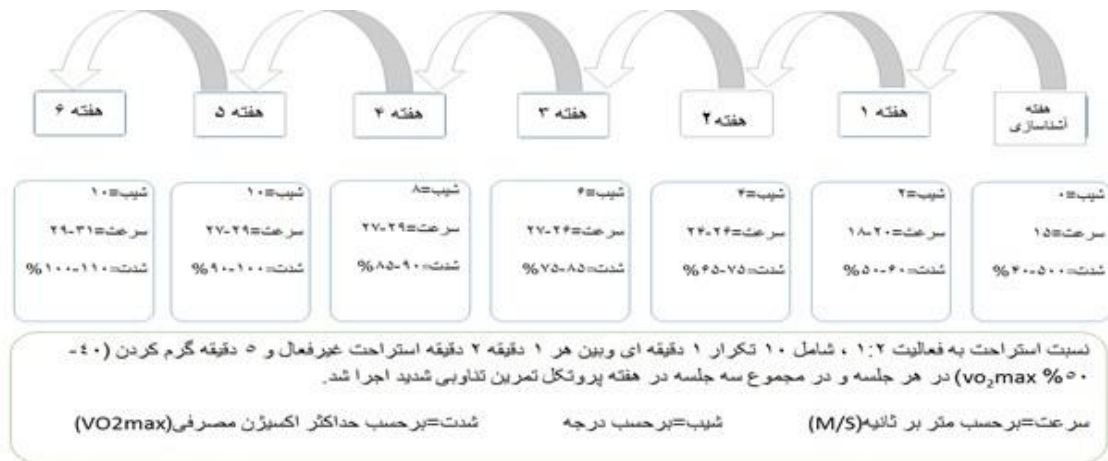 هفته آشناسازی
هفته ۱
هفته ۲
هفته ۳
هفته ۴
هفته ۵
هفته ۶
شیب=۰
سرعت=۱۵
شدت=۵۰-۴۰%
شیب=۲
سرعت=۲۰-۱۸
شدت=۶۰-۵۰%
شیب=۴
سرعت=۲۶-۲۴
شدت=۷۵-۶۵%
شیب=۶
سرعت=۲۶-۲۷
شدت=۸۵-۷۵%
شیب=۸
سرعت=۲۹-۲۷
شدت=۹۰-۸۵%
شیب=۱۰
سرعت=۲۹-۲۷
شدت=۱۰۰-۹۰%
شیب=۱۰
سرعت=۳۱-۲۹
شدت=۱۱۰-۱۰۰%
نسبت استراحت به فعالیت ۱:۲ ، شامل ۱۰ تکرار ۱ دقیقه ای وبین هر ۱ دقیقه ۲ دقیقه استراحت غیرفعال و ۵ دقیقه گرم کردن (۴۰-
۵۰% vo₂max) در هر جلسه و در مجموع سه جلسه در هفته پروتکل تمرین تناوبی شدید اجرا شد.
سرعت=برحسب متر بر ثانیه(M/S) شیب=برحسب درجه شدت=برحسب حداکثر اکسیژن مصرفی(VO2max)